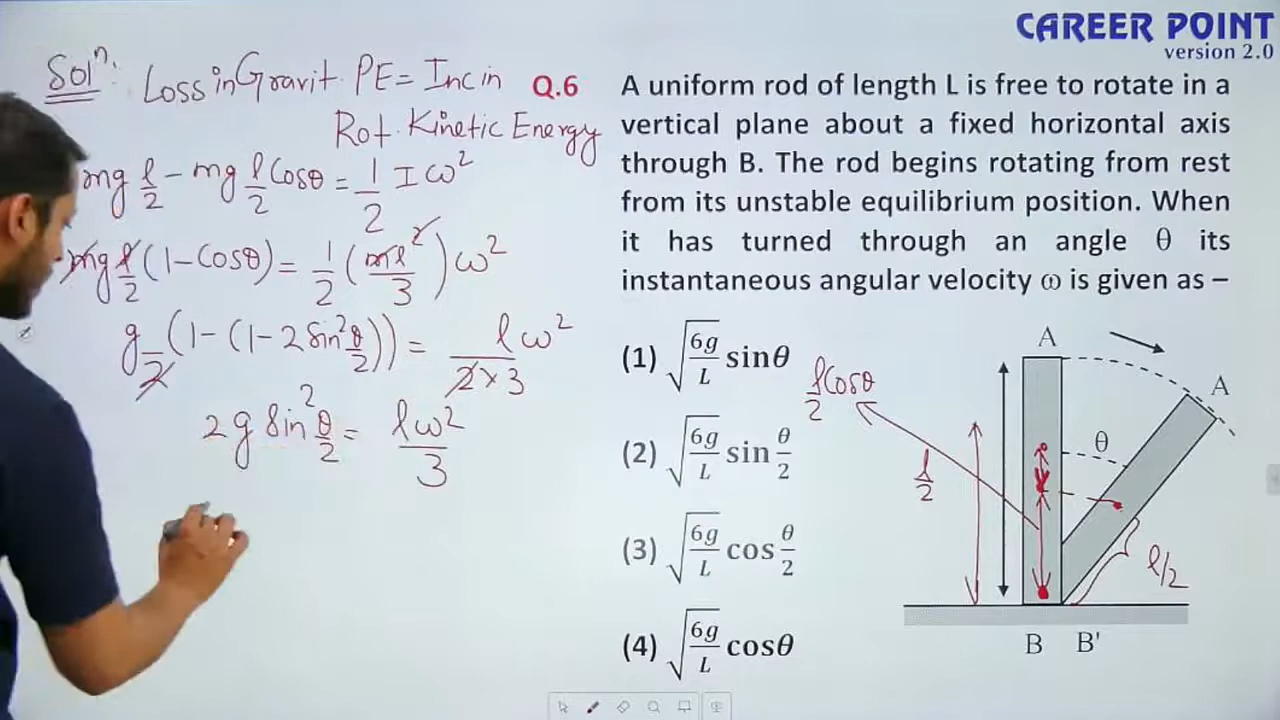 CAREER POINT
version 2.0
Solⁿ: Loss in Gravit. PE = Inc in
Rot. Kinetic Energy
mg l/2 - mg l/2 Cosθ = 1/2 I ω²
mg l/2 (1-Cosθ) = 1/2 (ml²/3) ω²
g/2 (1-(1-2Sin²θ/2)) = lω²/2×3
2g Sin²θ/2 = lω²/3
Q.6 A uniform rod of length L is free to rotate in a
vertical plane about a fixed horizontal axis
through B. The rod begins rotating from rest
from its unstable equilibrium position. When
it has turned through an angle θ its
instantaneous angular velocity ω is given as –
(1) √6g/L sinθ
(2) √6g/L sin θ/2
(3) √6g/L cos θ/2
(4) √6g/L cosθ
A
A
l/2 Cosθ
θ
l/2
l/2
B B'